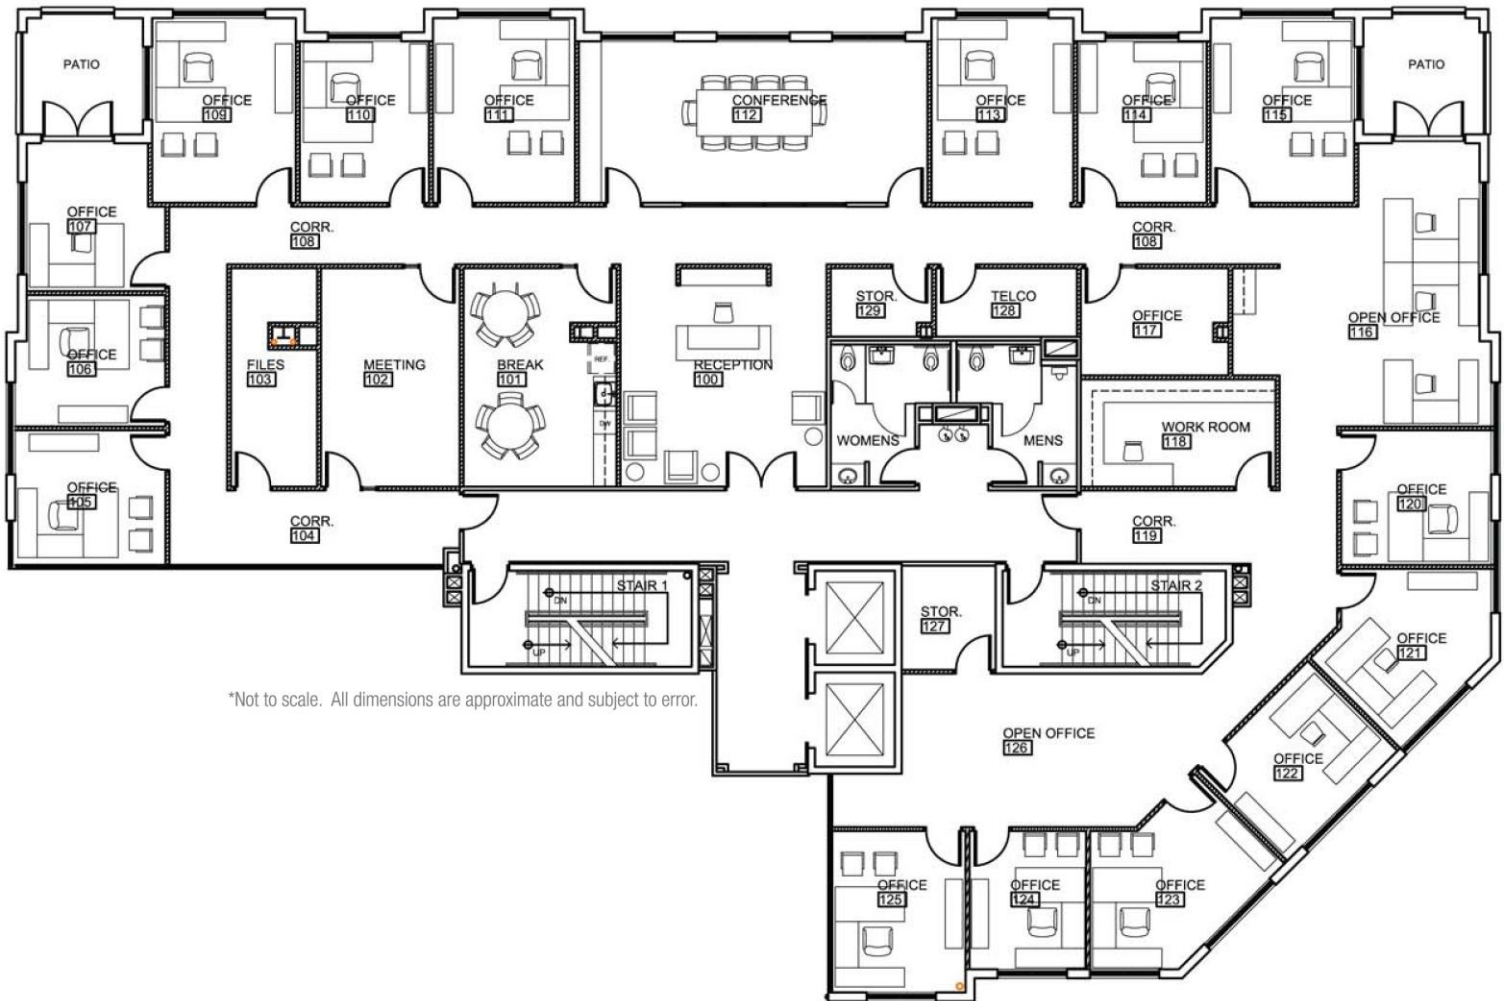 PATIO
OFFICE
109
OFFICE
110
OFFICE
111
CONFERENCE
112
OFFICE
113
OFFICE
114
OFFICE
115
PATIO
OFFICE
107
CORR.
108
CORR.
108
STOR.
129
TELCO
128
OFFICE
117
OPEN OFFICE
116
OFFICE
106
FILES
103
MEETING
102
BREAK
101
REF.
DW
RECEPTION
100
WOMENS
MENS
WORK ROOM
118
OFFICE
105
CORR.
104
CORR.
119
OFFICE
120
STAIR 1
DN
UP
STOR.
127
STAIR 2
DN
UP
OFFICE
121
*Not to scale. All dimensions are approximate and subject to error.
OPEN OFFICE
126
OFFICE
122
OFFICE
125
OFFICE
124
OFFICE
123